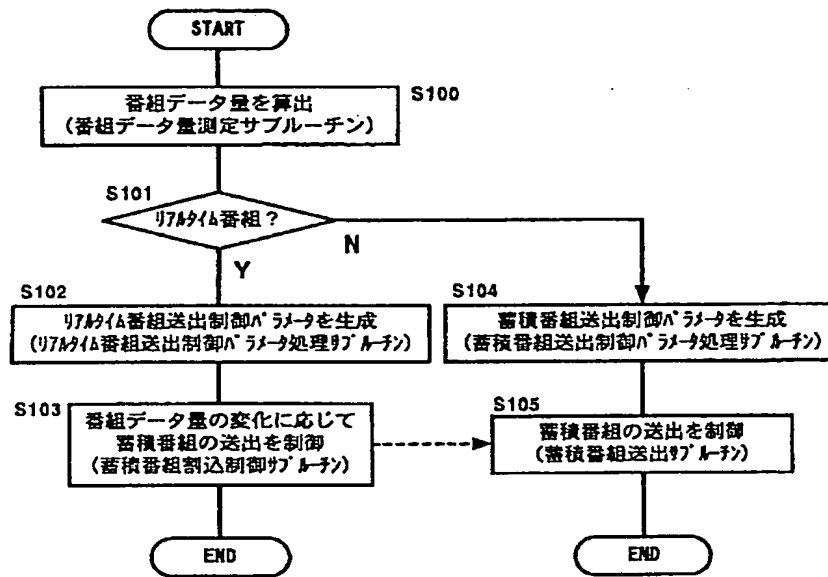 START
S100
番組データ量を算出
(番組データ量測定サブルーチン)
S101
ﾘｱﾙﾀｲﾑ番組？
N
Y
S102
ﾘｱﾙﾀｲﾑ番組送出制御ﾊﾟﾗﾒｰﾀを生成
(ﾘｱﾙﾀｲﾑ番組送出制御ﾊﾟﾗﾒｰﾀ処理ｻﾌﾞﾙｰﾁﾝ)
S104
蓄積番組送出制御ﾊﾟﾗﾒｰﾀを生成
(蓄積番組送出制御ﾊﾟﾗﾒｰﾀ処理ｻﾌﾞﾙｰﾁﾝ)
S103
番組データ量の変化に応じて
蓄積番組の送出を制御
(蓄積番組割込制御ｻﾌﾞﾙｰﾁﾝ)
S105
蓄積番組の送出を制御
(蓄積番組送出ｻﾌﾞﾙｰﾁﾝ)
END
END